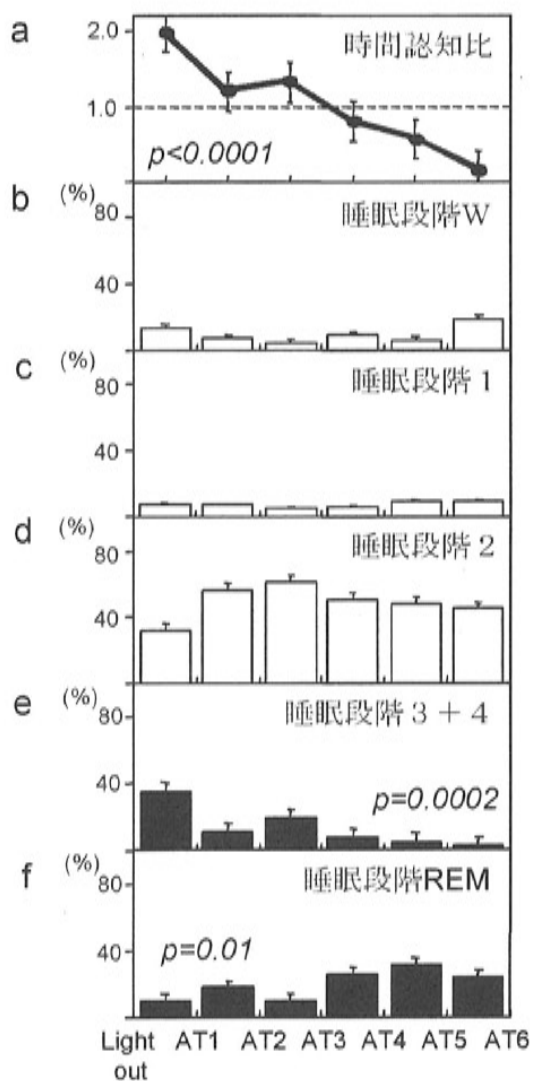 a
2.0
時間認知比
1.0
p<0.0001
b
(%)
80
睡眠段階W
40
c
(%)
80
睡眠段階1
40
d
(%)
80
睡眠段階2
40
e
(%)
80
睡眠段階3+4
40
p=0.0002
f
(%)
80
睡眠段階REM
40
p=0.01
Light AT1 AT2 AT3 AT4 AT5 AT6
out